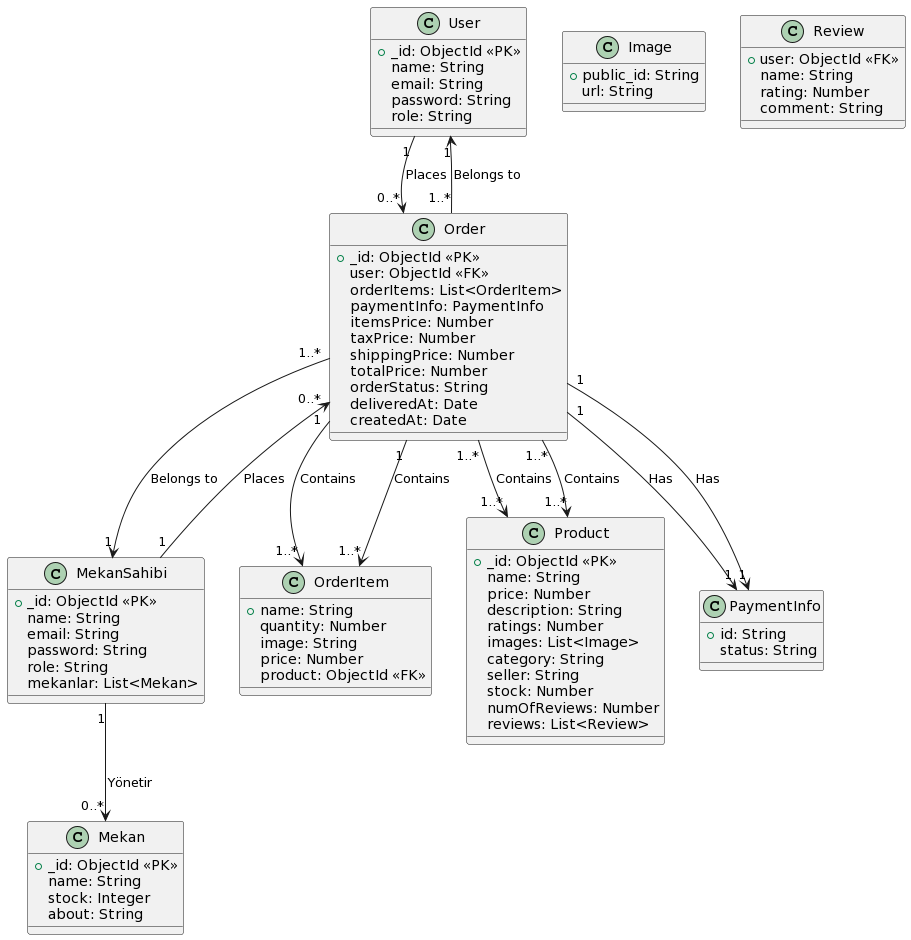 C User
_id: ObjectId «PK»
name: String
email: String
password: String
role: String
C Image
public_id: String
url: String
C Review
user: ObjectId «FK»
name: String
rating: Number
comment: String
1
1
Places
Belongs to
0..*
1..*
C Order
_id: ObjectId «PK»
user: ObjectId «FK»
orderItems: List<OrderItem>
paymentInfo: PaymentInfo
itemsPrice: Number
taxPrice: Number
shippingPrice: Number
totalPrice: Number
orderStatus: String
deliveredAt: Date
createdAt: Date
1..*
0..*
1
1
1
1
1..*
1..*
Belongs to
Places
Contains
Contains
Contains
Contains
Has
Has
1
1
1..*
1..*
1..*
1..*
1
1
C MekanSahibi
_id: ObjectId «PK»
name: String
email: String
password: String
role: String
mekanlar: List<Mekan>
C OrderItem
name: String
quantity: Number
image: String
price: Number
product: ObjectId «FK»
C Product
_id: ObjectId «PK»
name: String
price: Number
description: String
ratings: Number
images: List<Image>
category: String
seller: String
stock: Number
numOfReviews: Number
reviews: List<Review>
C PaymentInfo
id: String
status: String
1
Yönetir
0..*
C Mekan
_id: ObjectId «PK»
name: String
stock: Integer
about: String